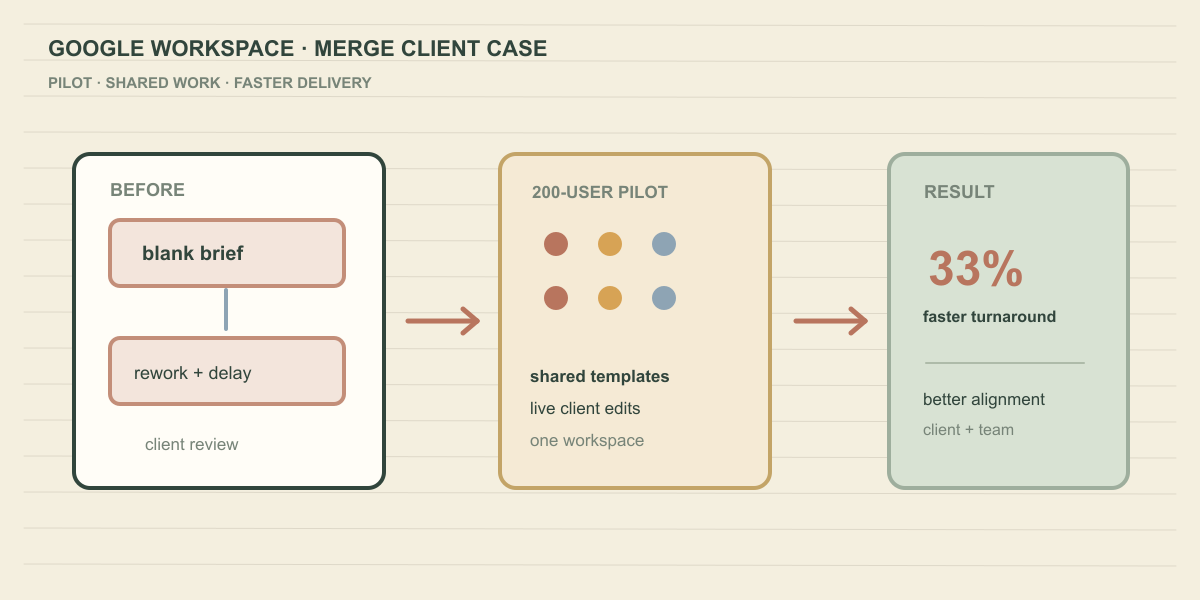 GOOGLE WORKSPACE · MERGE CLIENT CASE
PILOT · SHARED WORK · FASTER DELIVERY
BEFORE
blank brief
rework + delay
client review
200-USER PILOT
shared templates
live client edits
one workspace
RESULT
33%
faster turnaround
better alignment
client + team